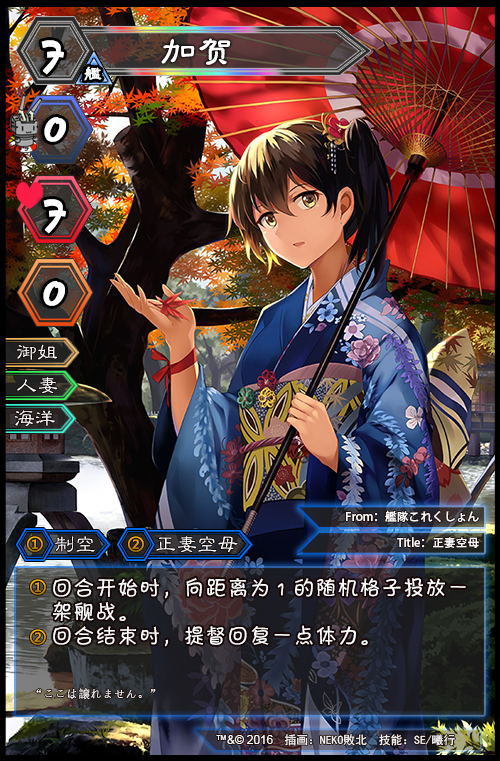 7
艦
加贺
0
7
0
御姐
人妻
海洋
From: 艦隊これくしょん
Title: 正妻空母
① 制空 ② 正妻空母
① 回合开始时，向距离为 1 的随机格子投放一
架舰战。
② 回合结束时，提督回复一点体力。
“ここは譲れません。”
™&© 2016 插画: NEKO敗北 技能: SE/曦行